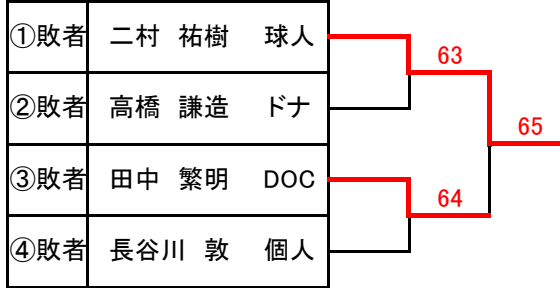 ①敗者 二村 祐樹 球人
63
②敗者 高橋 謙造 ドナ
65
③敗者 田中 繁明 DOC
64
④敗者 長谷川 敦 個人